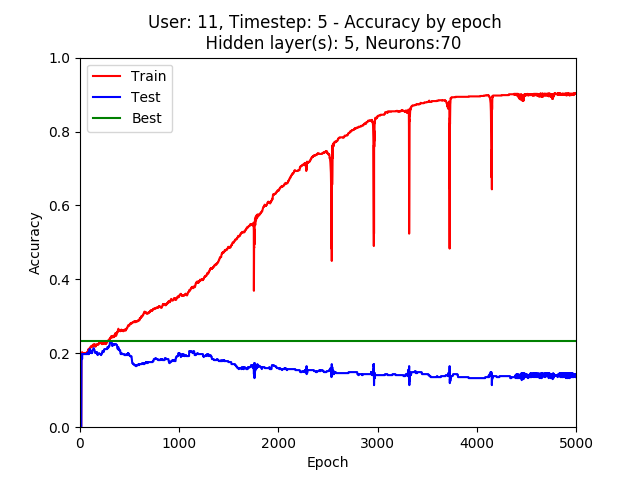 User: 11, Timestep: 5 - Accuracy by epoch
Hidden layer(s): 5, Neurons:70
1.0
Train
Test
Best
0.8
0.6
Accuracy
0.4
0.2
0.0
0 1000 2000 3000 4000 5000
Epoch